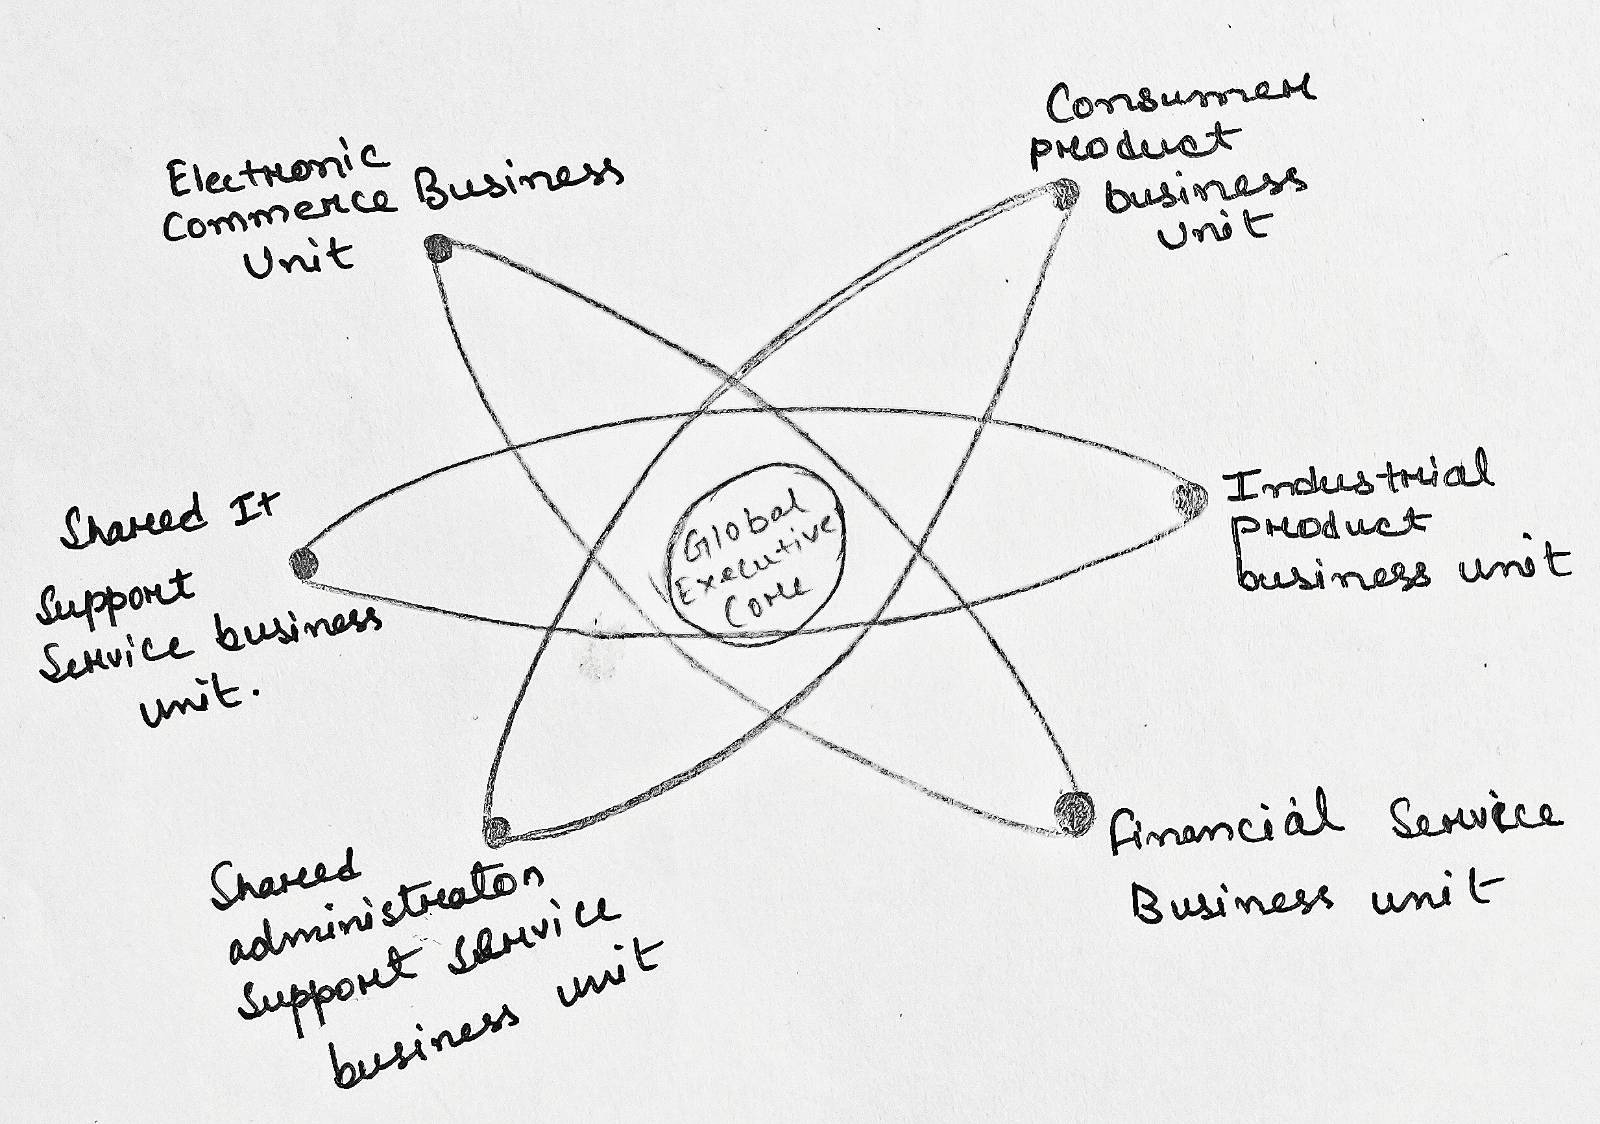 Electronic
Commerce Business
Unit
Consumer
product
business
Unit
Shared It
Support
Service business
unit.
Global
Executive
Core
Industrial
product
business unit
Shared
administraton
Support service
business unit
Financial Service
Business unit